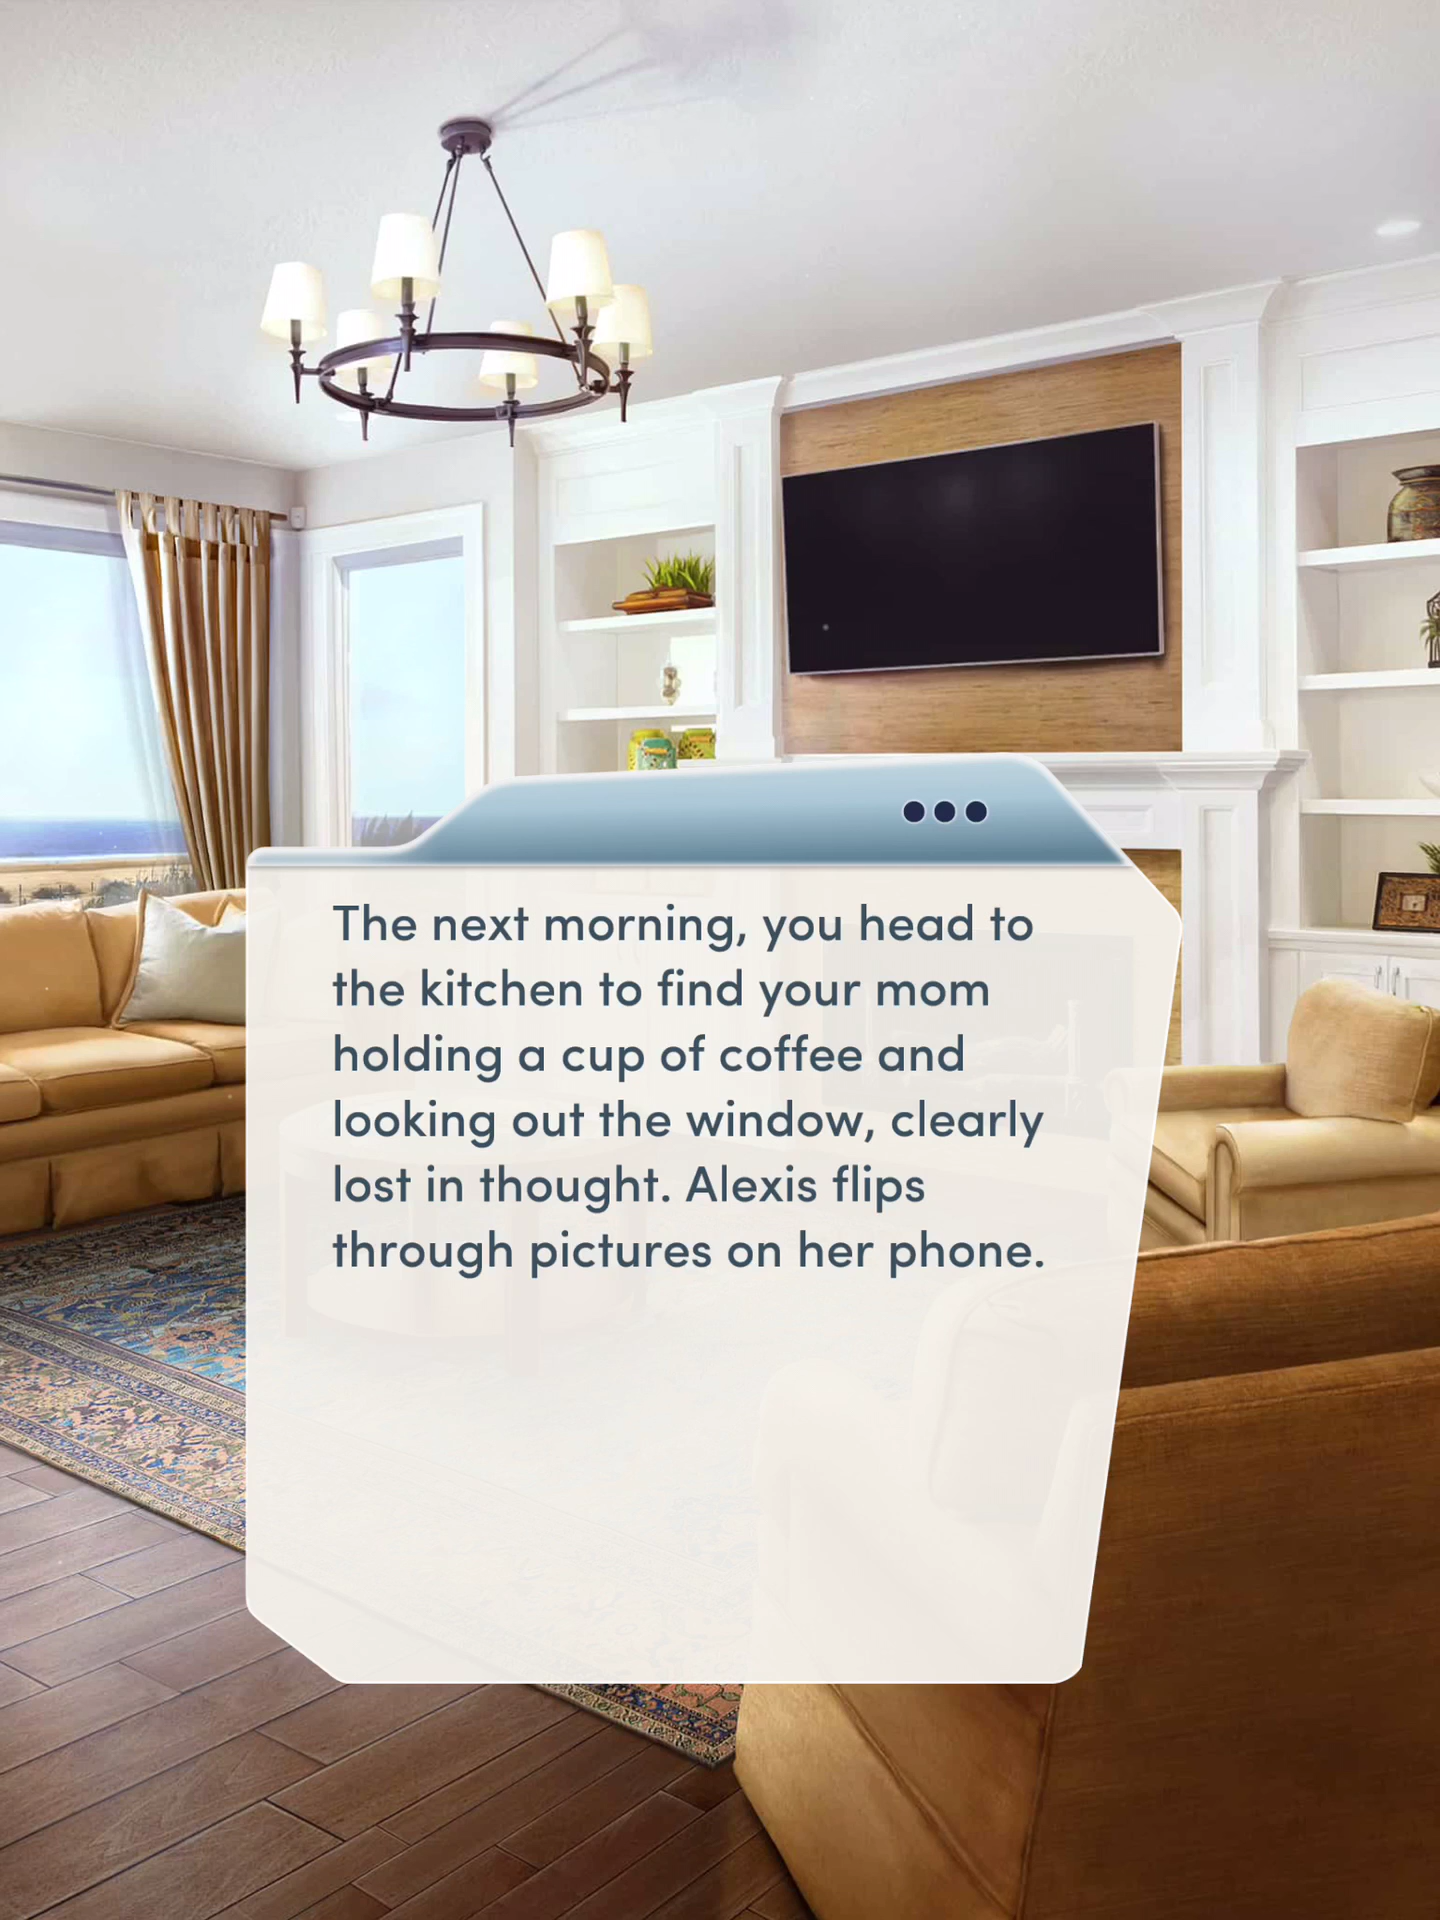 The next morning, you head to
the kitchen to find your mom
holding a cup of coffee and
looking out the window, clearly
lost in thought. Alexis flips
through pictures on her phone.